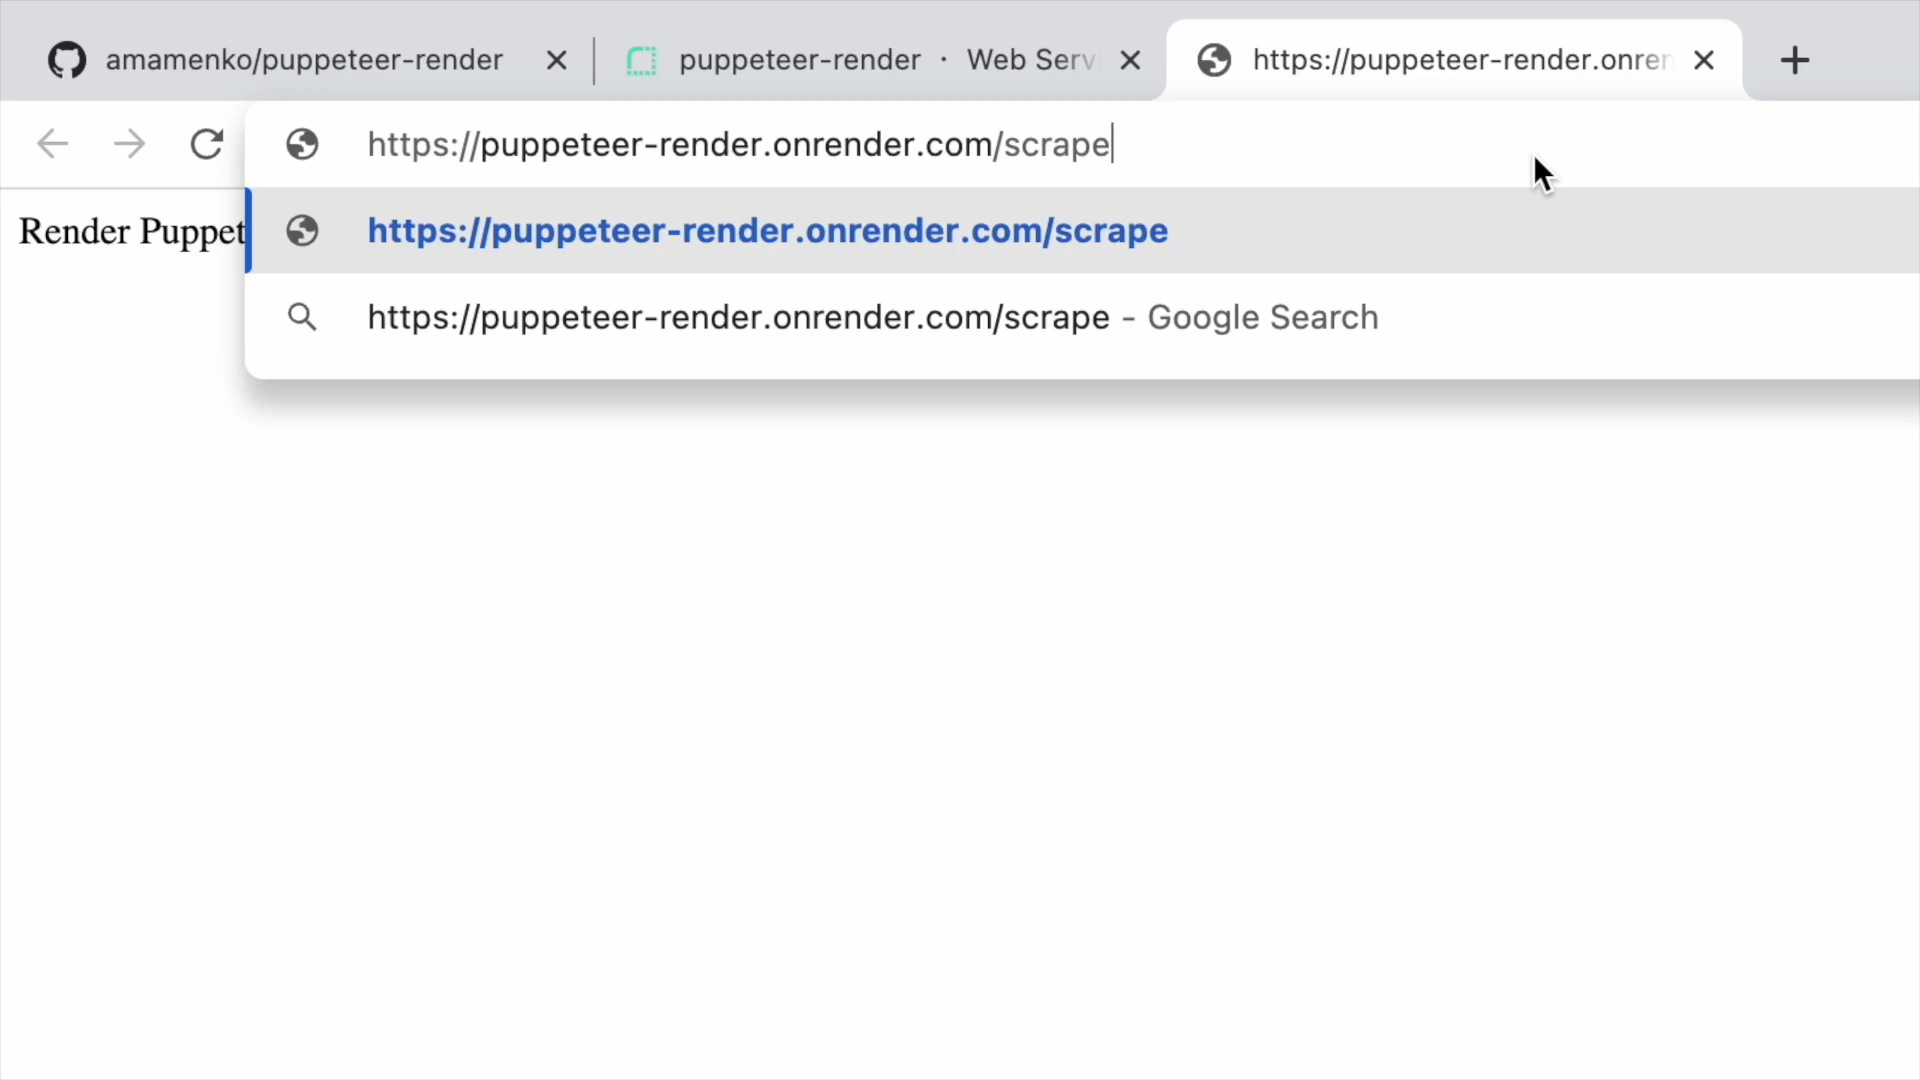 amamenko/puppeteer-render
puppeteer-render · Web Serv
https://puppeteer-render.onren
https://puppeteer-render.onrender.com/scrape
Render Puppet
https://puppeteer-render.onrender.com/scrape
https://puppeteer-render.onrender.com/scrape - Google Search